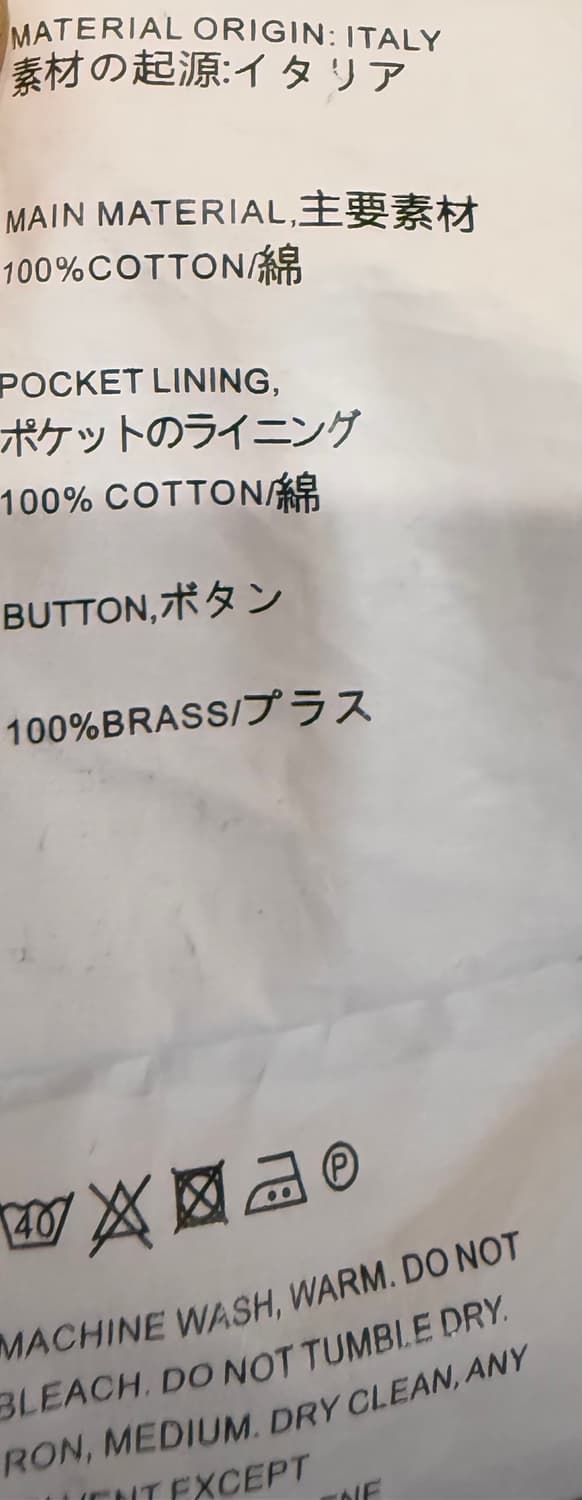 MATERIAL ORIGIN: ITALY
素材の起源:イタリア
MAIN MATERIAL,主要素材
100%COTTON/綿
POCKET LINING,
ポケットのライニング
100% COTTON/綿
BUTTON,ボタン
100%BRASS/プラス
40
P
MACHINE WASH, WARM. DO NOT
BLEACH. DO NOT TUMBLE DRY.
RON, MEDIUM. DRY CLEAN, ANY
EXCEPT